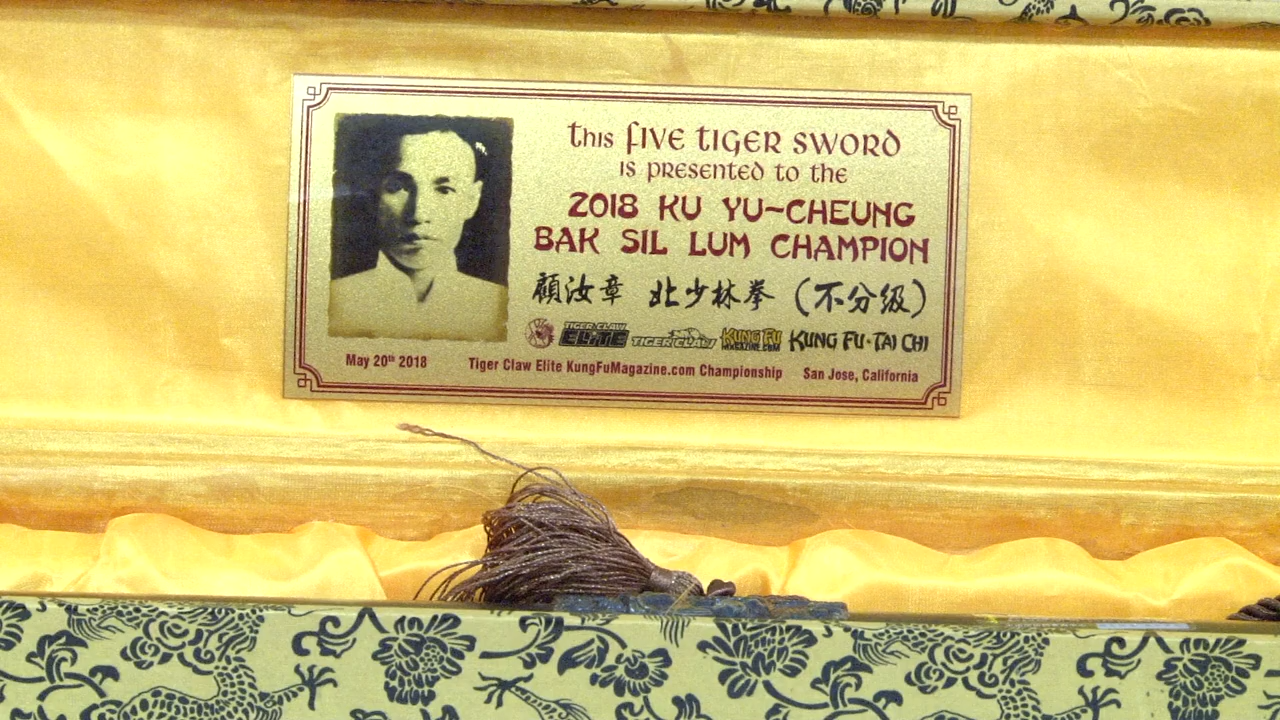 This FIVE TIGER SWORD
IS PRESENTED TO THE
2018 KU YU~CHEUNG
BAK SIL LUM CHAMPION
顧汝章 北少林拳 (不分级)
TIGER CLAW ELITE TIGER CLAW KUNG FU MAGAZINE.COM KUNG FU·TAI CHI
May 20th 2018 Tiger Claw Elite KungFuMagazine.com Championship San Jose, California